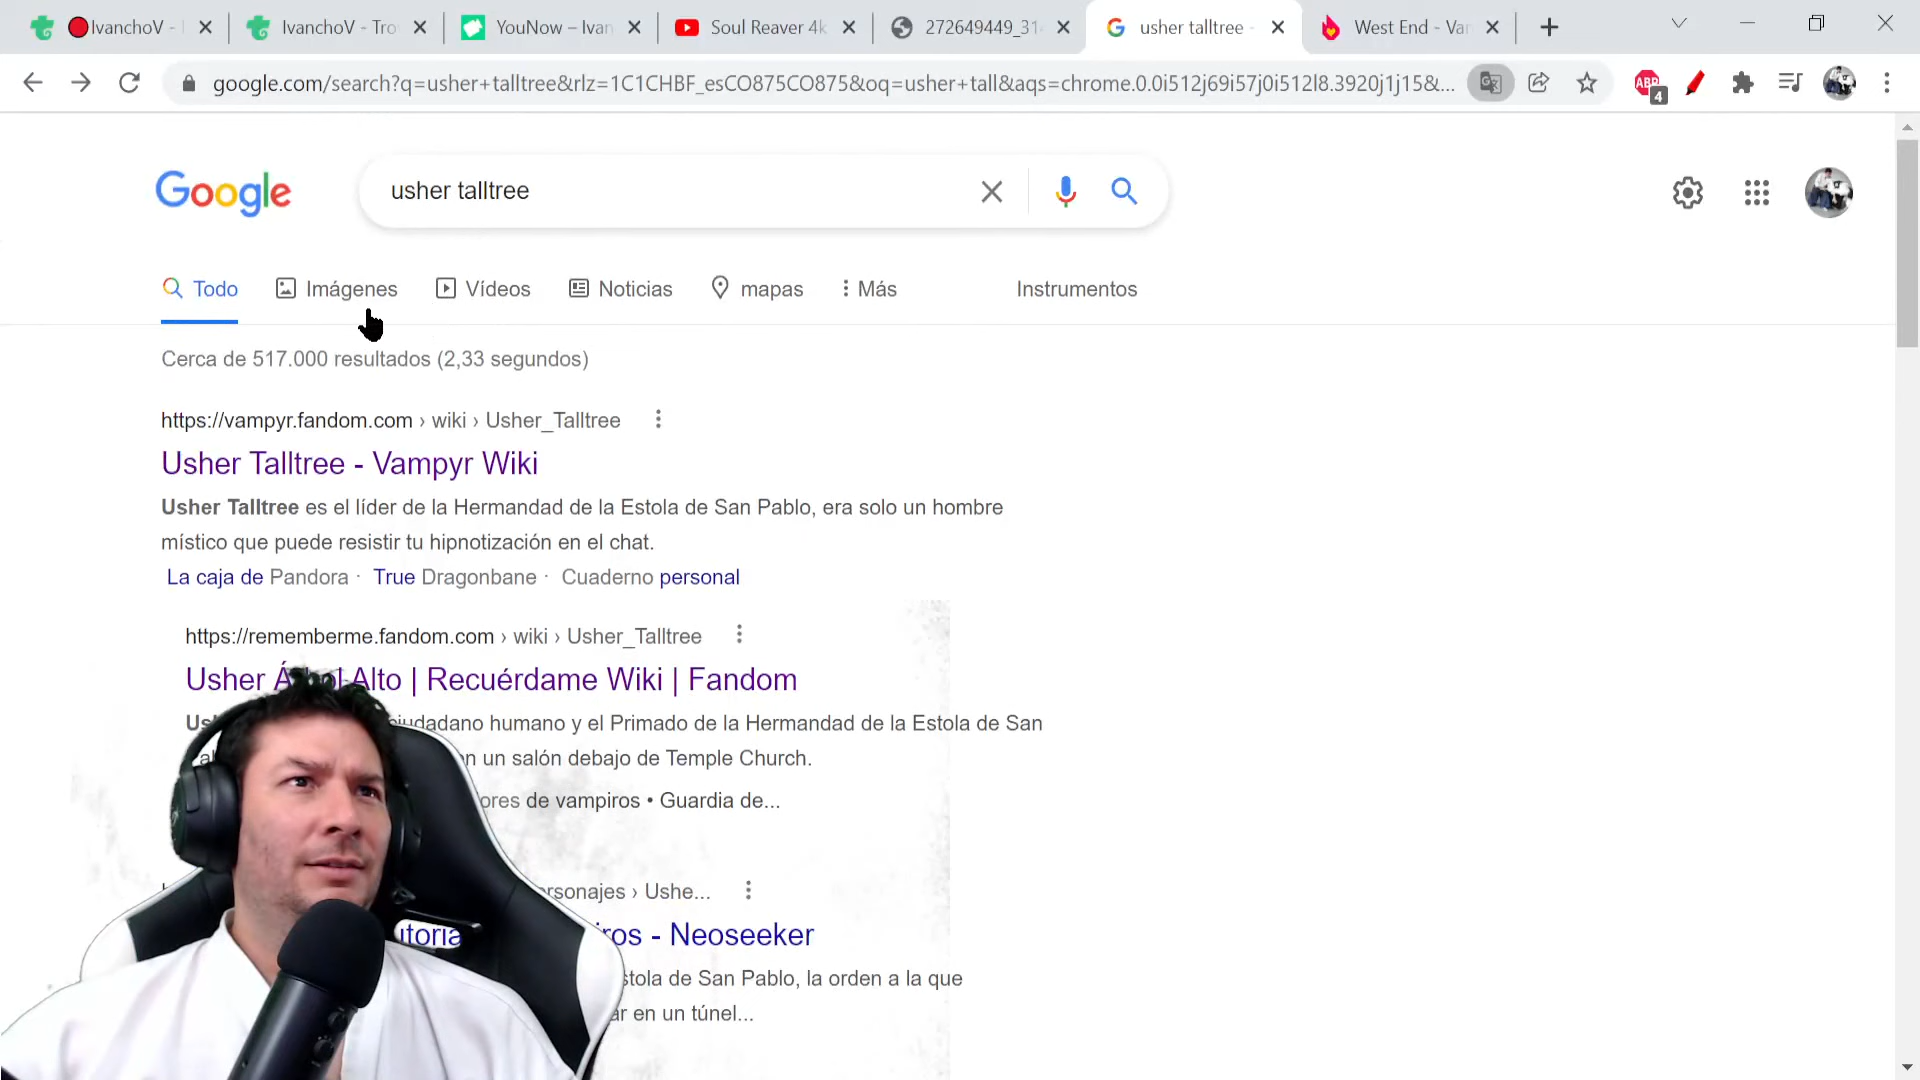 IvanchoV -
IvanchoV - Tro
YouNow – Ivan
Soul Reaver 4k
272649449_31
usher talltree -
West End - Va
google.com/search?q=usher+talltree&rlz=1C1CHBF_esCO875CO875&oq=usher+tall&aqs=chrome.0.0i512j69i57j0i512l8.3920j1j15&...
ABP
4
Google
usher talltree
Todo
Imágenes
Vídeos
Noticias
mapas
Más
Instrumentos
Cerca de 517.000 resultados (2,33 segundos)
https://vampyr.fandom.com › wiki › Usher_Talltree
Usher Talltree - Vampyr Wiki
Usher Talltree es el líder de la Hermandad de la Estola de San Pablo, era solo un hombre
místico que puede resistir tu hipnotización en el chat.
La caja de Pandora · True Dragonbane · Cuaderno personal
https://rememberme.fandom.com › wiki › Usher_Talltree
Usher Árbol Alto | Recuérdame Wiki | Fandom
ciudadano humano y el Primado de la Hermandad de la Estola de San
un salón debajo de Temple Church.
de vampiros • Guardia de...
› Ushe...
- Neoseeker
de San Pablo, la orden a la que
en un túnel...